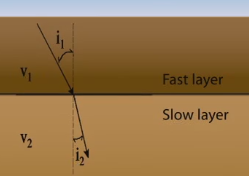 i₁
v₁
Fast layer
Slow layer
v₂
i₂